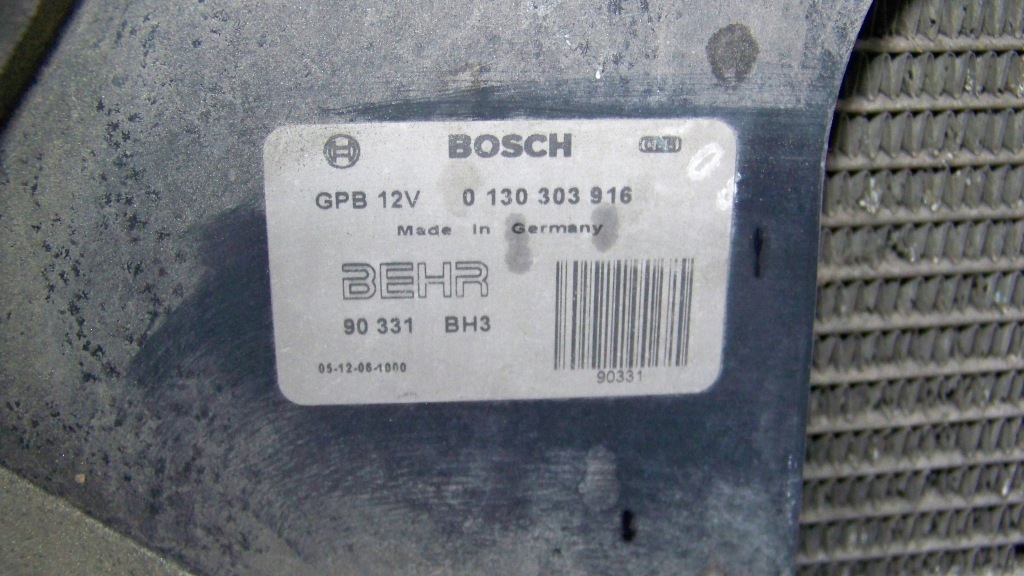 BOSCH
GPB 12V 0 130 303 916
Made in Germany
BEHR
90 331 BH3
05-12-06-1000
90331